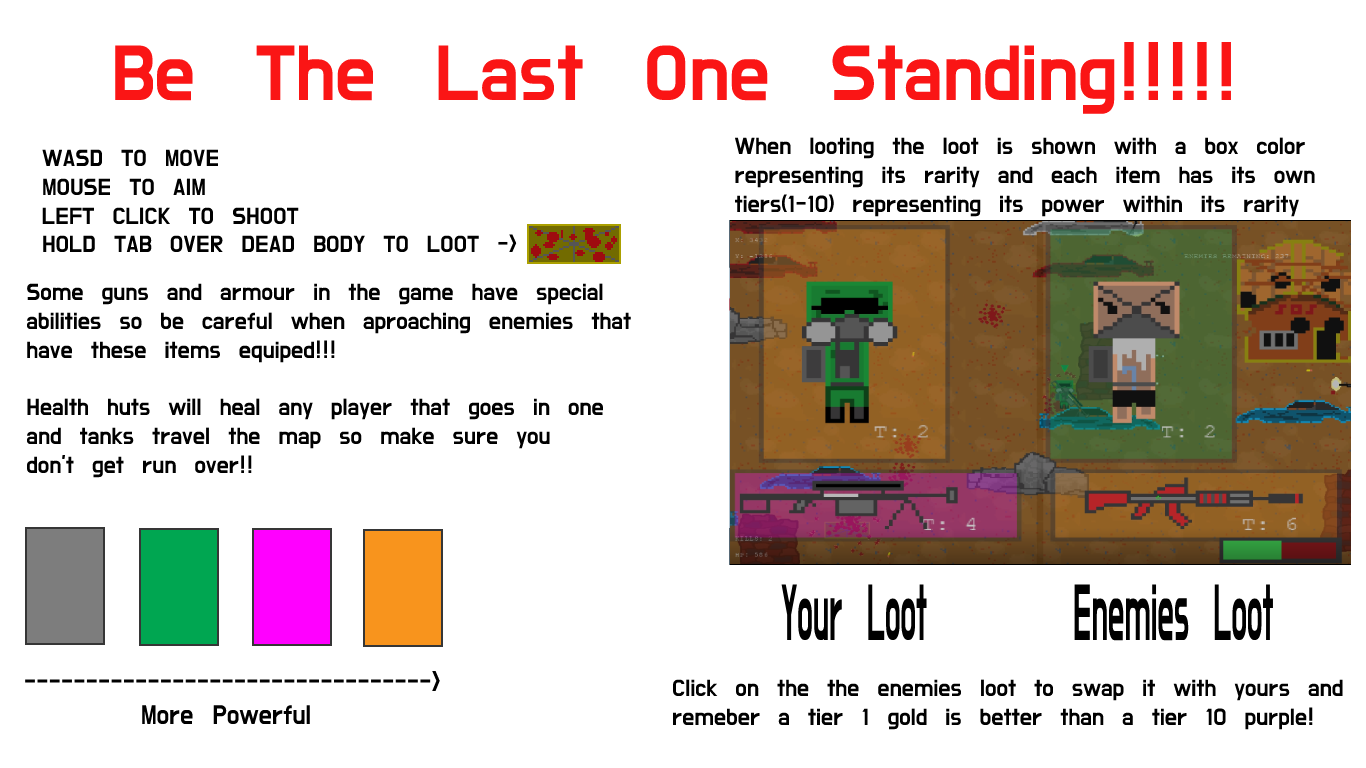 Be The Last One Standing!!!!!
WASD TO MOVE
MOUSE TO AIM
LEFT CLICK TO SHOOT
HOLD TAB OVER DEAD BODY TO LOOT ->
Some guns and armour in the game have special
abilities so be careful when aproaching enemies that
have these items equiped!!!
Health huts will heal any player that goes in one
and tanks travel the map so make sure you
don't get run over!!
--------------------------------->
More Powerful
When looting the loot is shown with a box color
representing its rarity and each item has its own
tiers(1-10) representing its power within its rarity
ENEMIES REMAINING:
SOS
T: 2
T: 2
T: 4
T: 6
Your Loot
Enemies Loot
Click on the the enemies loot to swap it with yours and
remeber a tier 1 gold is better than a tier 10 purple!